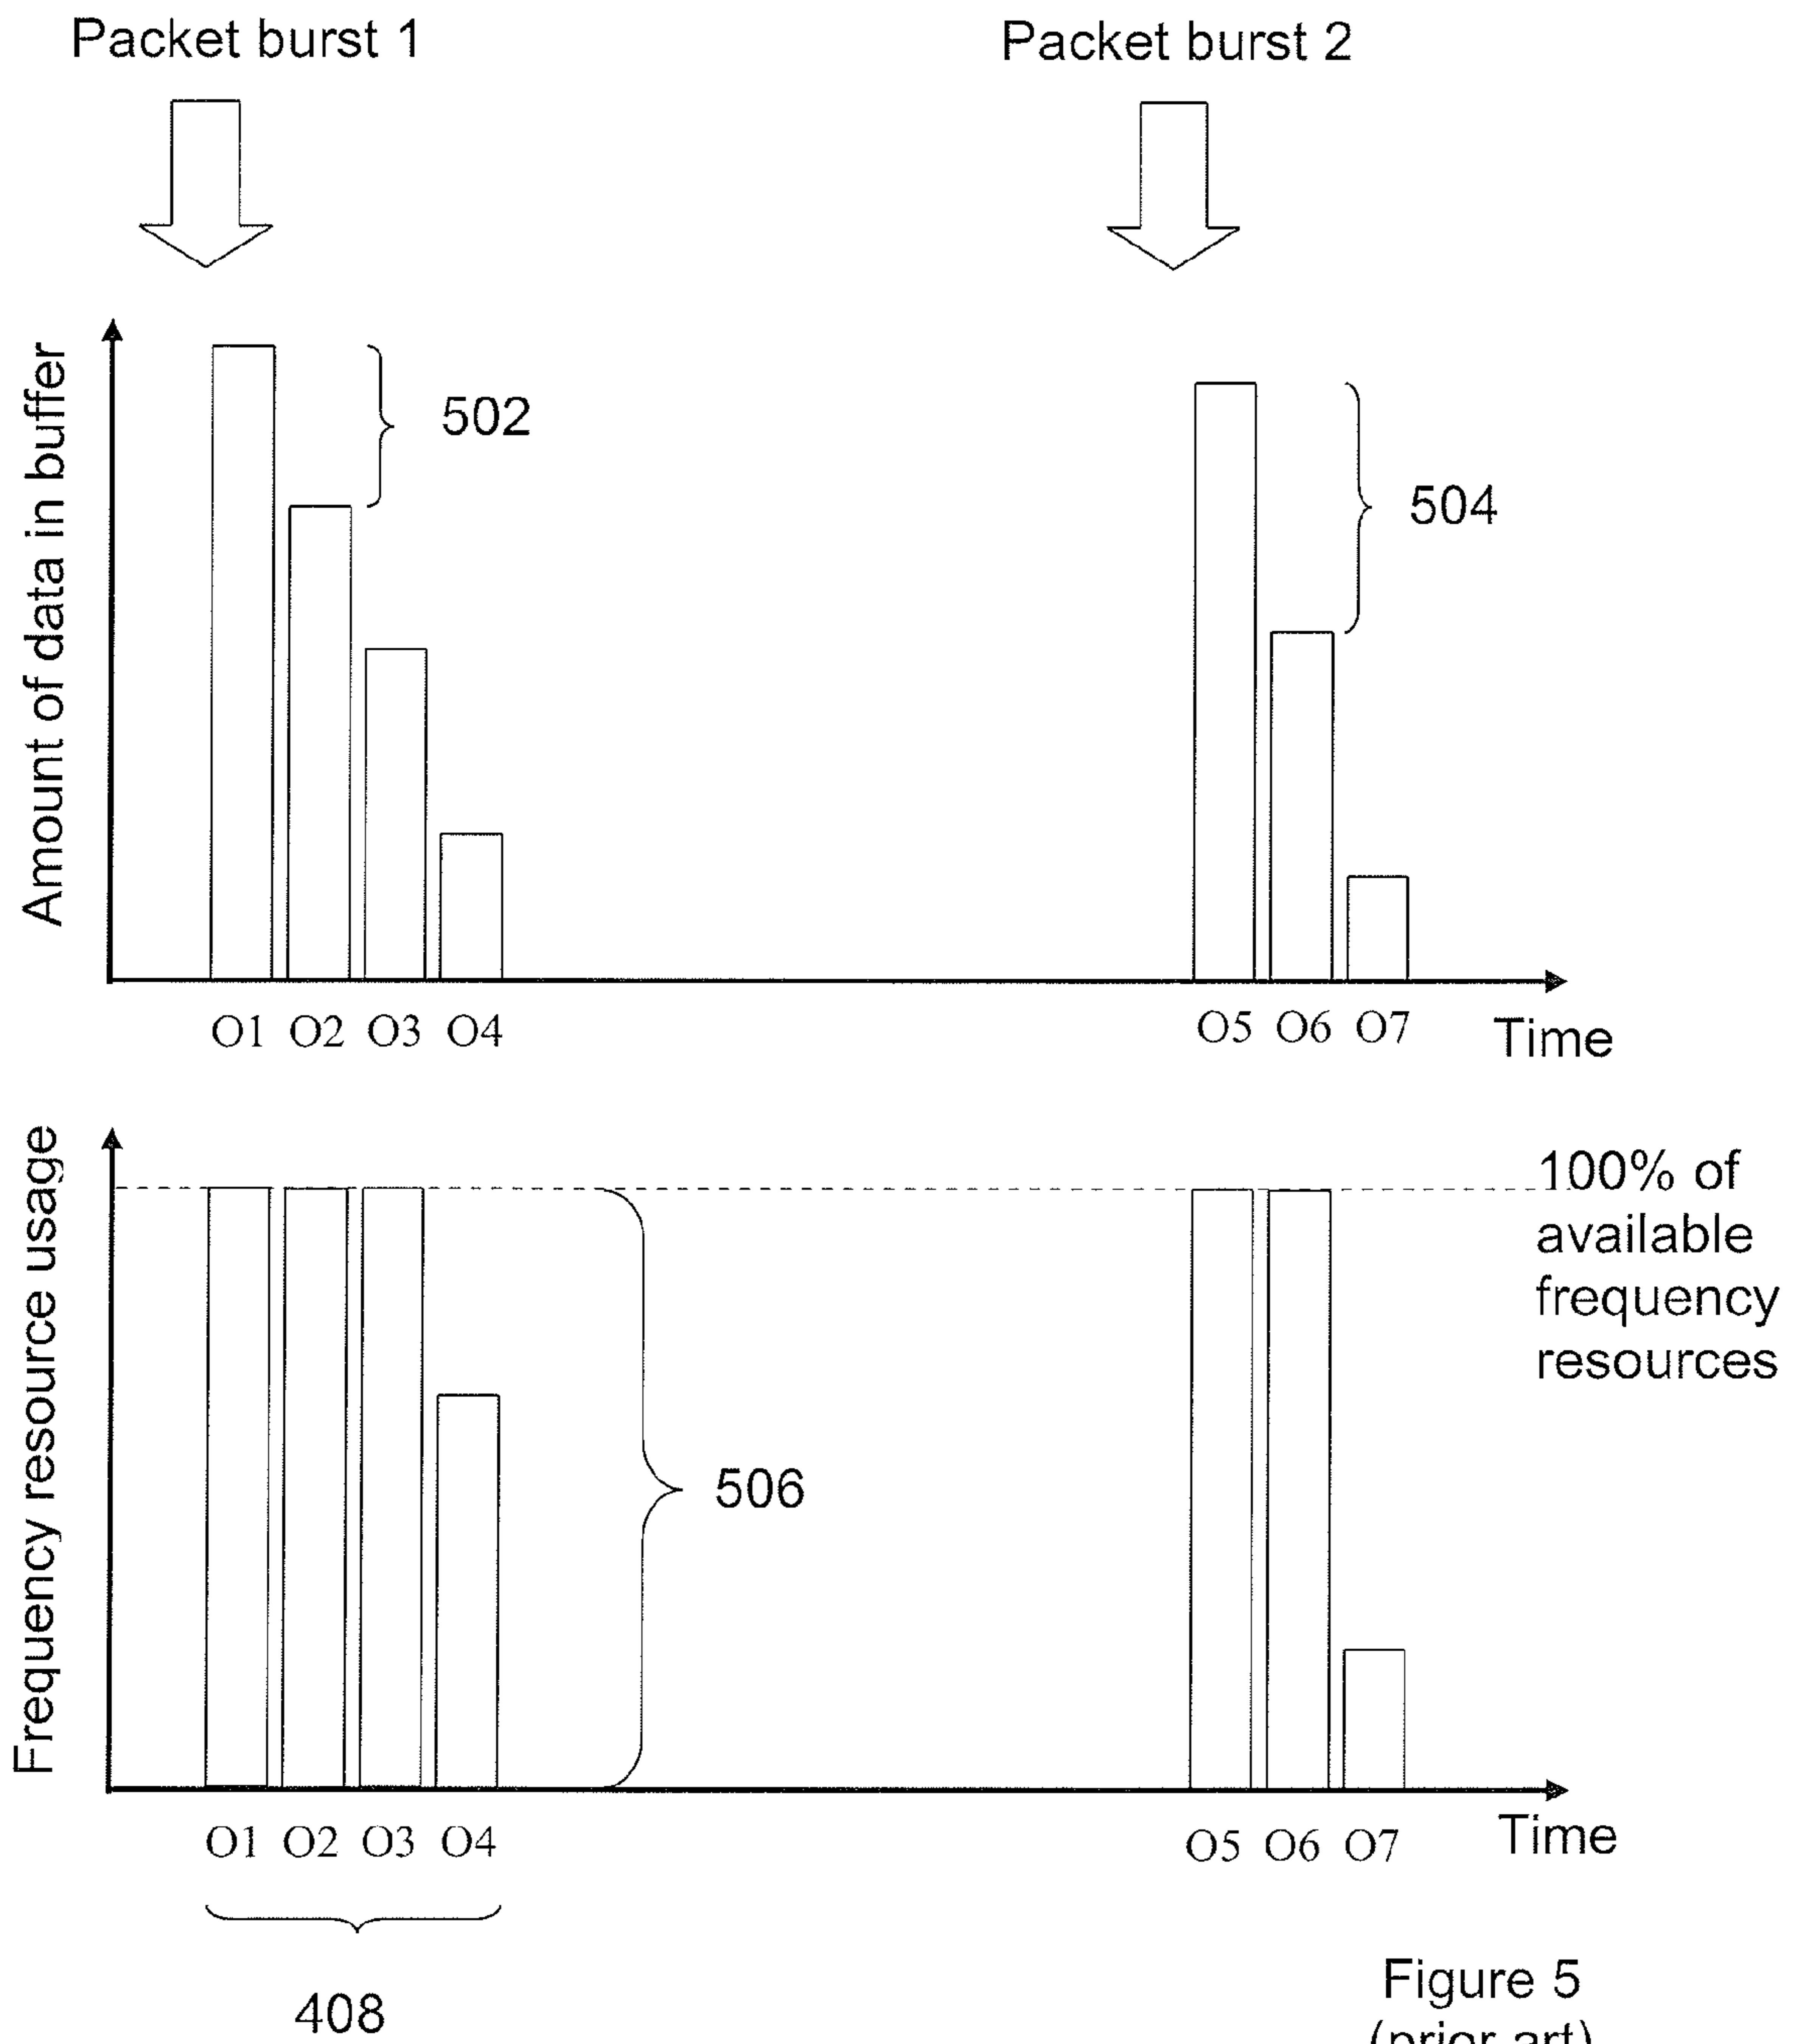 Packet burst 1
Packet burst 2
Amount of data in buffer
502
504
O1 O2 O3 O4
O5 O6 O7
Time
Frequency resource usage
100% of
available
frequency
resources
506
O1 O2 O3 O4
O5 O6 O7
Time
408
Figure 5
(prior art)